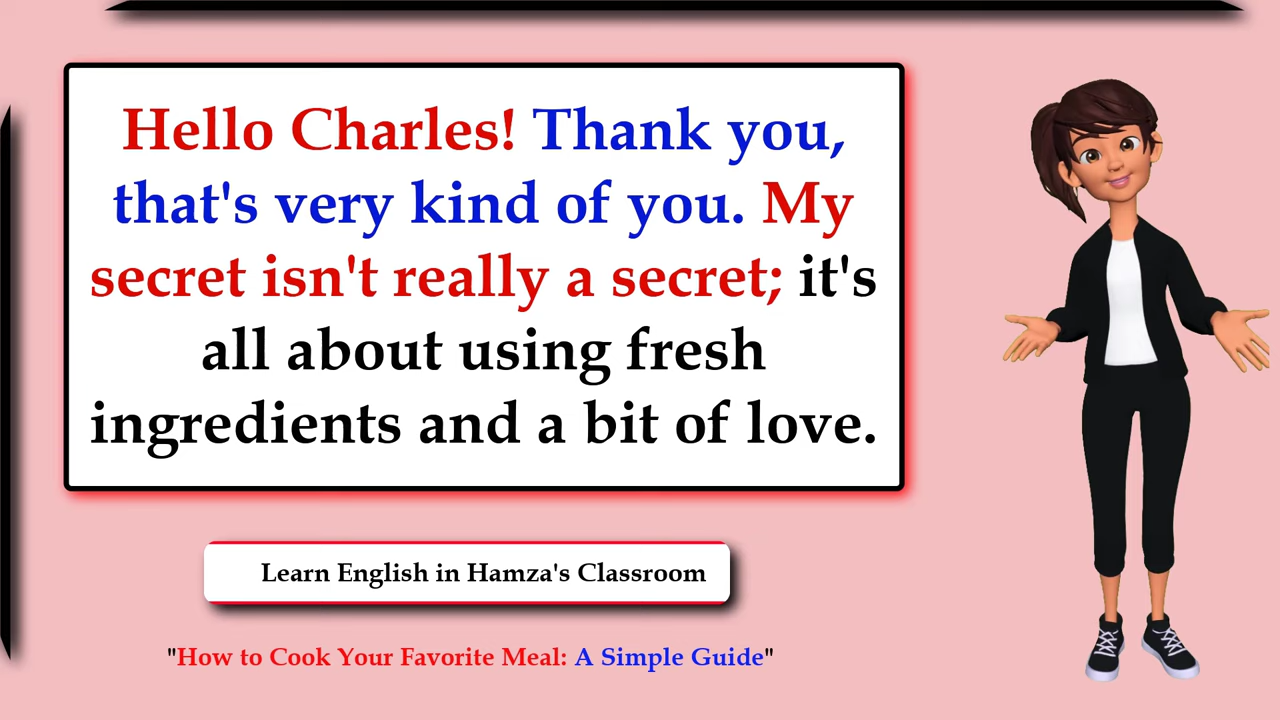 Hello Charles! Thank you,
that's very kind of you. My
secret isn't really a secret; it's
all about using fresh
ingredients and a bit of love.
Learn English in Hamza's Classroom
"How to Cook Your Favorite Meal: A Simple Guide"